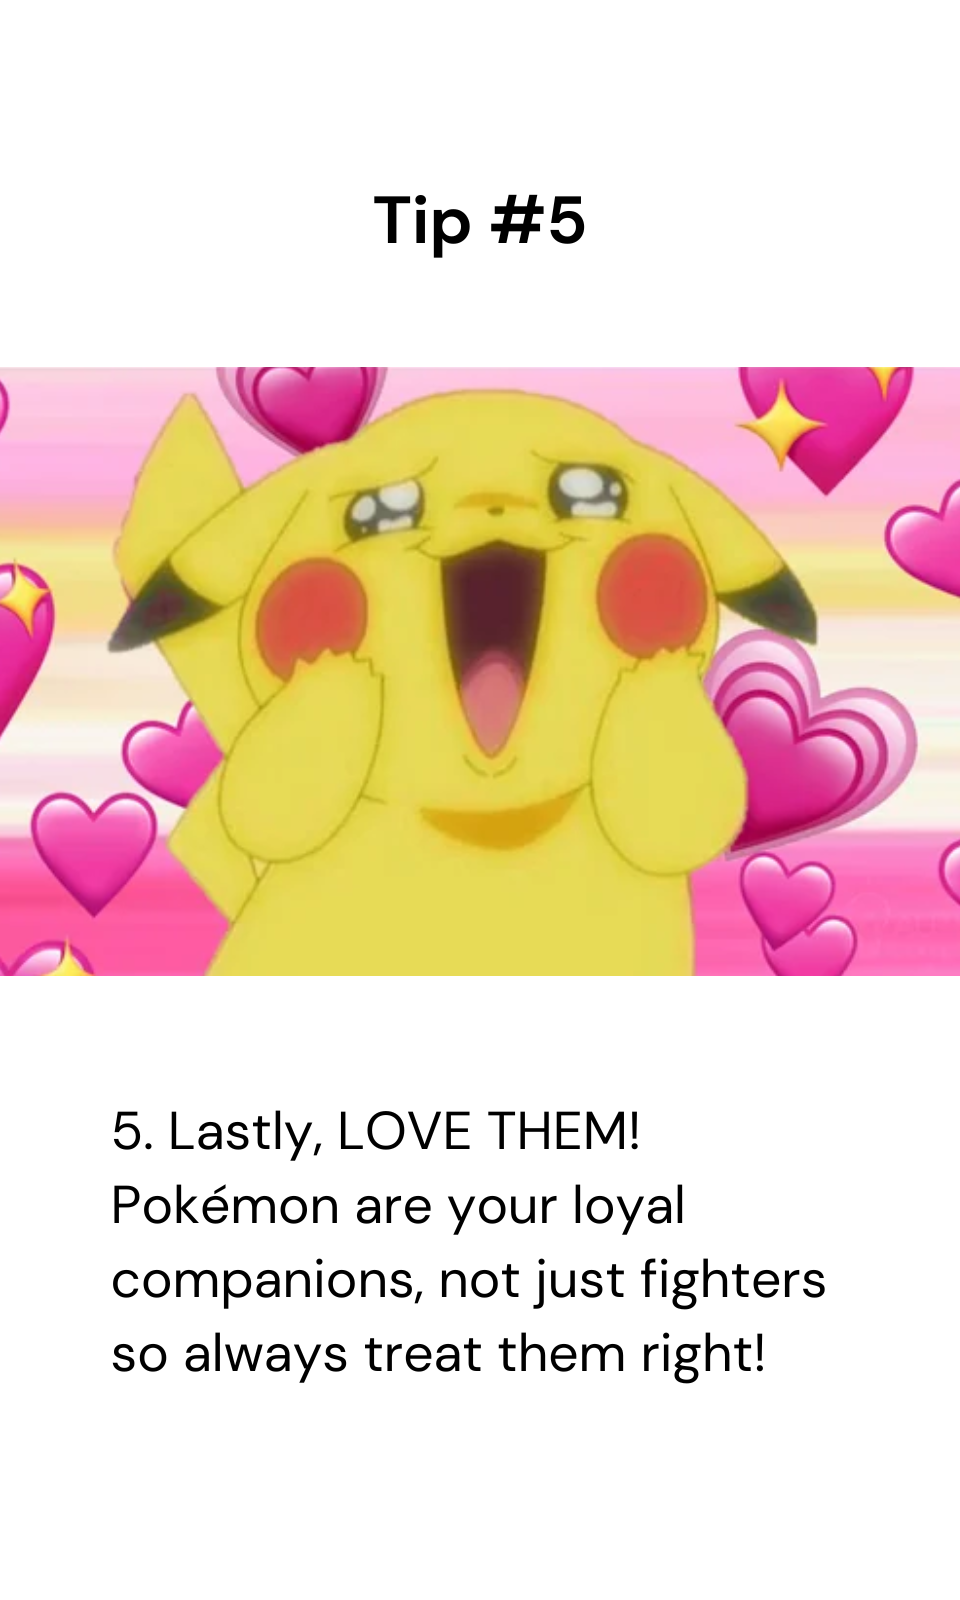 Tip #5
5. Lastly, LOVE THEM!
Pokémon are your loyal
companions, not just fighters
so always treat them right!